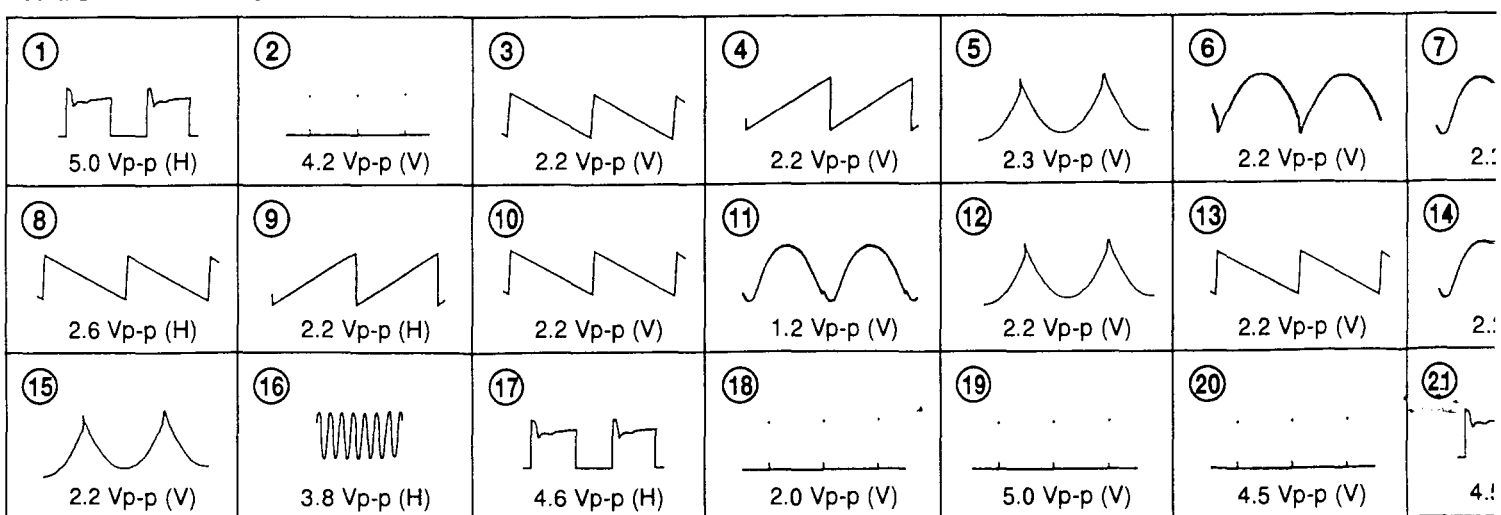 ① ② ③ ④ ⑤ ⑥ ⑦
5.0 Vp-p (H) 4.2 Vp-p (V) 2.2 Vp-p (V) 2.2 Vp-p (V) 2.3 Vp-p (V) 2.2 Vp-p (V)
⑧ ⑨ ⑩ ⑪ ⑫ ⑬ ⑭
2.6 Vp-p (H) 2.2 Vp-p (H) 2.2 Vp-p (V) 1.2 Vp-p (V) 2.2 Vp-p (V) 2.2 Vp-p (V)
⑮ ⑯ ⑰ ⑱ ⑲ ⑳ ㉑
2.2 Vp-p (V) 3.8 Vp-p (H) 4.6 Vp-p (H) 2.0 Vp-p (V) 5.0 Vp-p (V) 4.5 Vp-p (V)